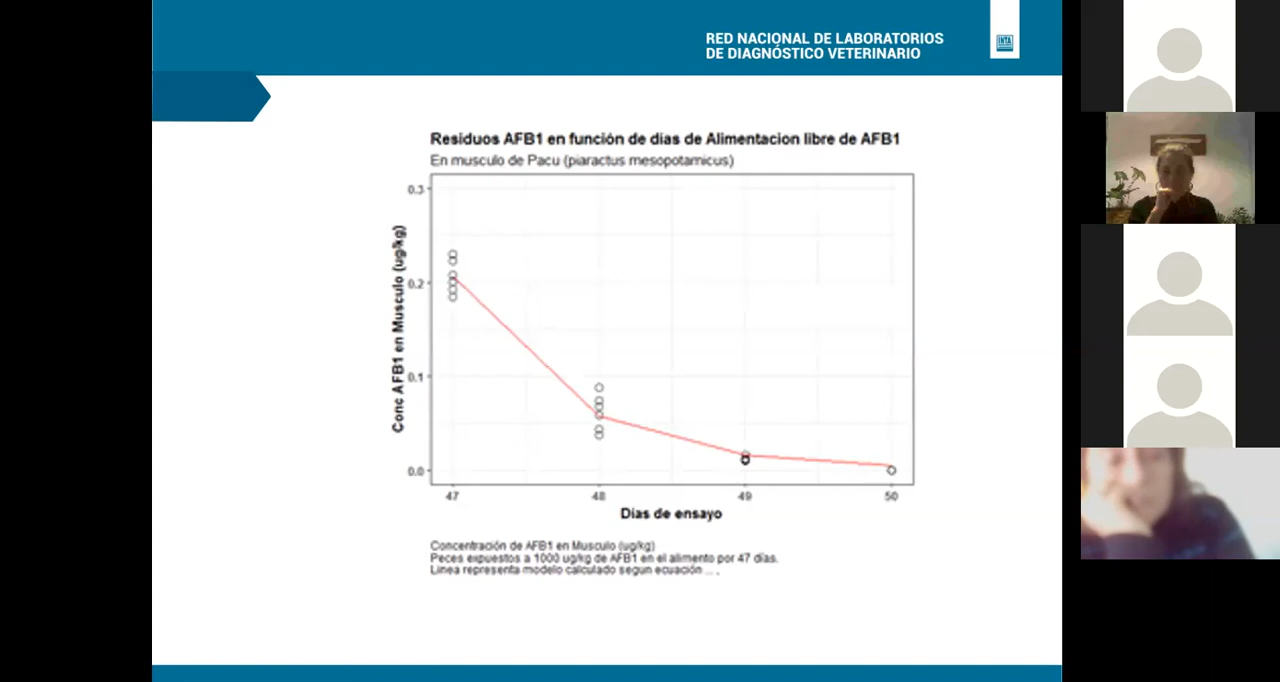 RED NACIONAL DE LABORATORIOS
DE DIAGNÓSTICO VETERINARIO
INTA
Residuos AFB1 en función de dias de Alimentacion libre de AFB1
En musculo de Pacu (piaractus mesopotamicus)
Conc AFB1 en Musculo (ug/kg)
0.3
0.2
0.1
0.0
47 48 49 50
Dias de ensayo
Concentración de AFB1 en Musculo (ug/kg)
Peces expuestos a 1000 ug/kg de AFB1 en el alimento por 47 días.
Linea representa modelo calculado segun ecuación ... .